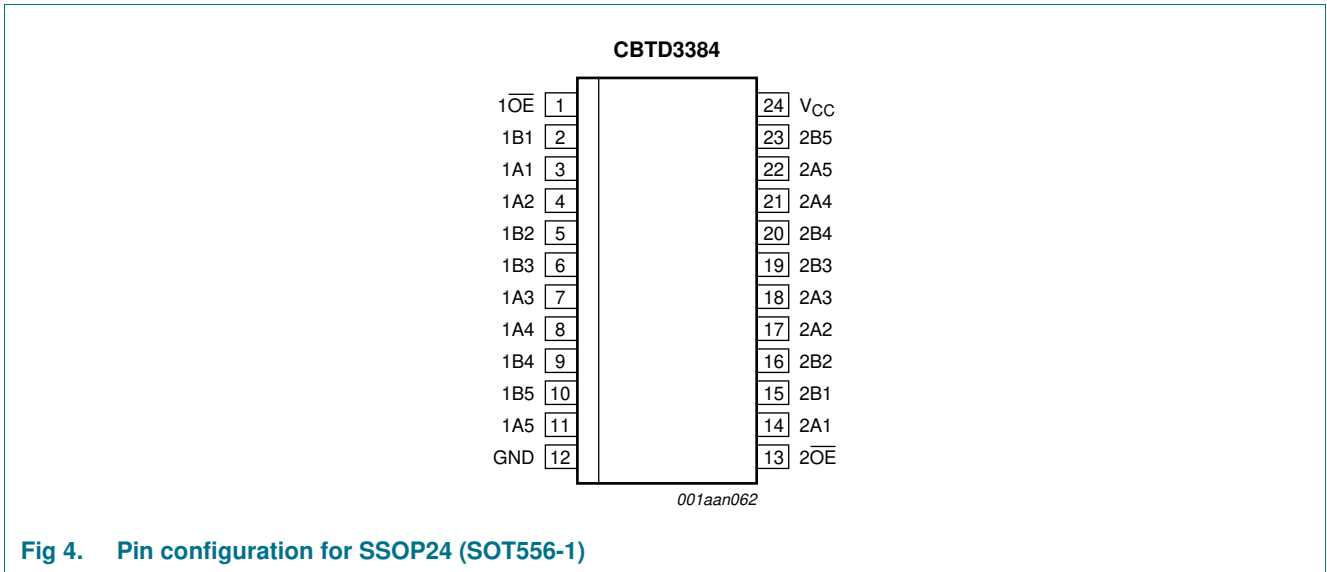 CBTD3384
1O̅E̅ 1 24 VCC
1B1 2 23 2B5
1A1 3 22 2A5
1A2 4 21 2A4
1B2 5 20 2B4
1B3 6 19 2B3
1A3 7 18 2A3
1A4 8 17 2A2
1B4 9 16 2B2
1B5 10 15 2B1
1A5 11 14 2A1
GND 12 13 2O̅E̅
001aan062
Fig 4. Pin configuration for SSOP24 (SOT556-1)